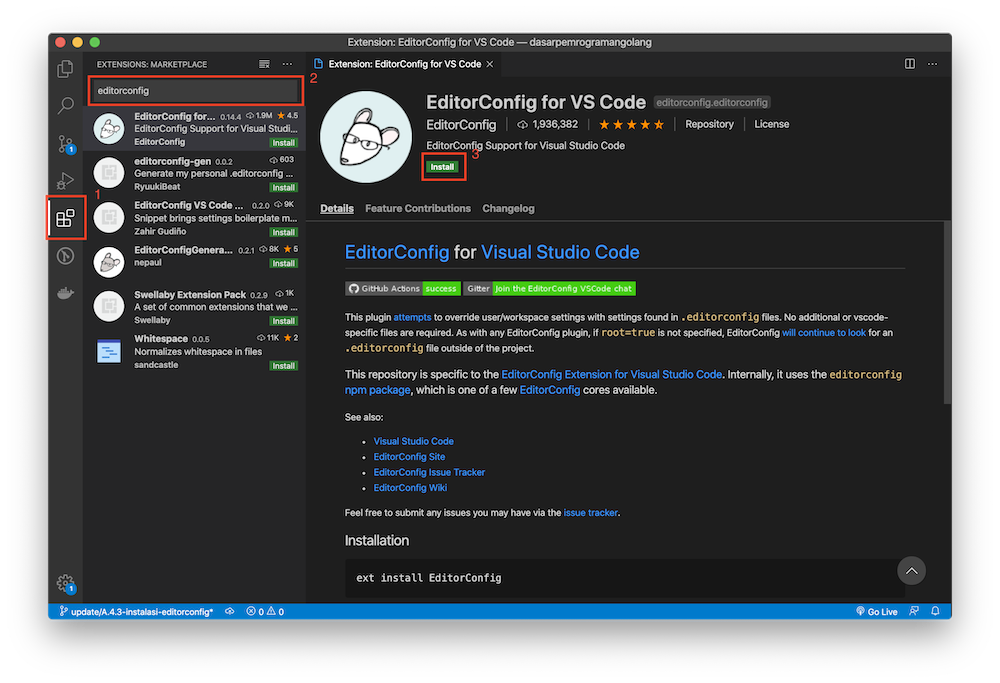 Extension: EditorConfig for VS Code — dasarpemrogramangolang
EXTENSIONS: MARKETPLACE
2
editorconfig
EditorConfig for... 0.14.4 1.9M 4.5
EditorConfig Support for Visual Studi...
EditorConfig Install
editorconfig-gen 0.0.2 603
Generate my personal .editorconfig ...
RyuukiBeat Install
1
EditorConfig VS Code ... 0.2.0 9K
Snippet brings settings boilerplate m...
Zahir Gudiño Install
EditorConfigGenera... 0.2.1 8K 5
nepaul Install
Swellaby Extension Pack 0.2.9 1K
A set of common extensions that we ...
Swellaby Install
Whitespace 0.0.5 11K 2
Normalizes whitespace in files
sandcastle Install
1
1
Extension: EditorConfig for VS Code
EditorConfig for VS Code editorconfig.editorconfig
EditorConfig 1,936,382 Repository License
EditorConfig Support for Visual Studio Code
3
Install
Details Feature Contributions Changelog
EditorConfig for Visual Studio Code
GitHub Actions success Gitter Join the EditorConfig VSCode chat
This plugin attempts to override user/workspace settings with settings found in .editorconfig files. No additional or vscode-
specific files are required. As with any EditorConfig plugin, if root=true is not specified, EditorConfig will continue to look for an
.editorconfig file outside of the project.
This repository is specific to the EditorConfig Extension for Visual Studio Code. Internally, it uses the editorconfig
npm package, which is one of a few EditorConfig cores available.
See also:
• Visual Studio Code
• EditorConfig Site
• EditorConfig Issue Tracker
• EditorConfig Wiki
Feel free to submit any issues you may have via the issue tracker.
Installation
ext install EditorConfig
update/A.4.3-instalasi-editorconfig* 0 0 Go Live